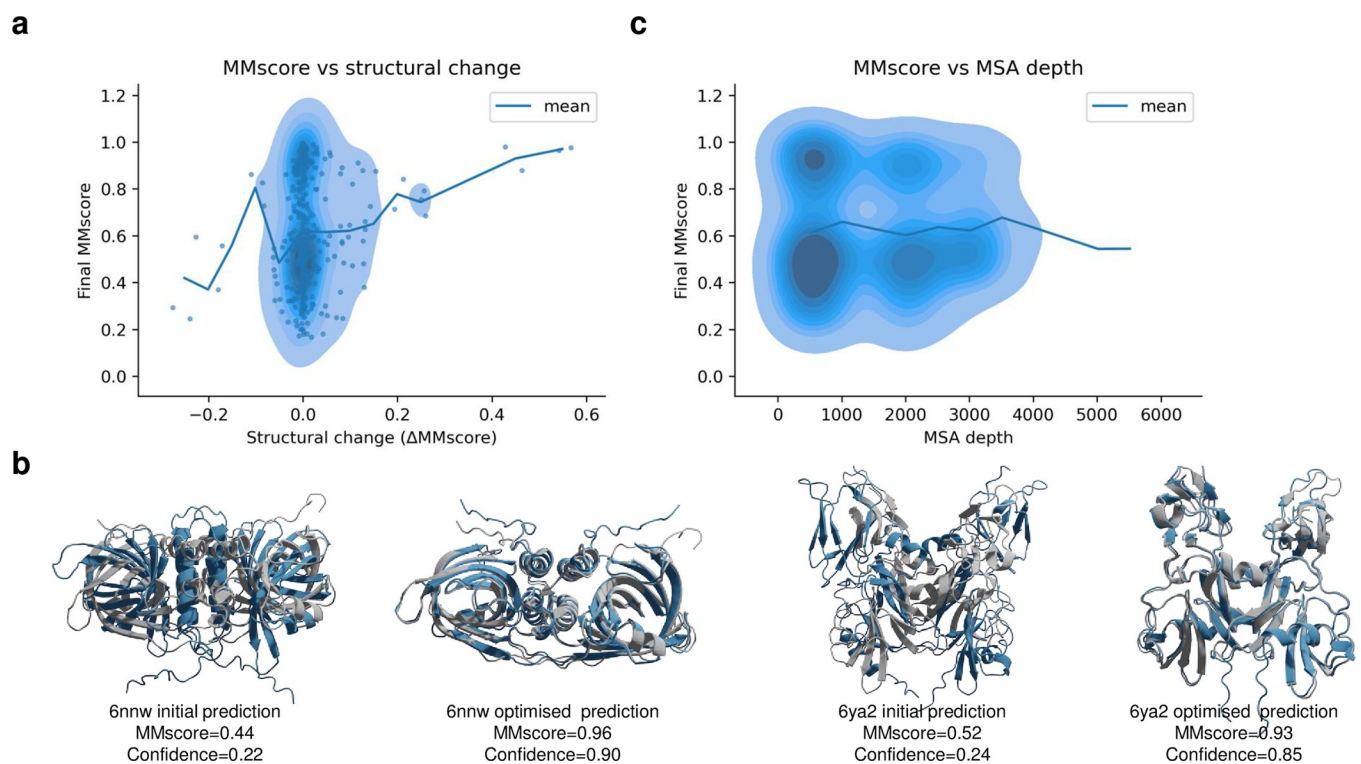 a
MMscore vs structural change
mean
Final MMscore
1.2
1.0
0.8
0.6
0.4
0.2
0.0
−0.2 0.0 0.2 0.4 0.6
Structural change (ΔMMscore)
c
MMscore vs MSA depth
mean
Final MMscore
1.2
1.0
0.8
0.6
0.4
0.2
0.0
0 1000 2000 3000 4000 5000 6000
MSA depth
b
6nnw initial prediction
MMscore=0.44
Confidence=0.22
6nnw optimised prediction
MMscore=0.96
Confidence=0.90
6ya2 initial prediction
MMscore=0.52
Confidence=0.24
6ya2 optimised prediction
MMscore=0.93
Confidence=0.85